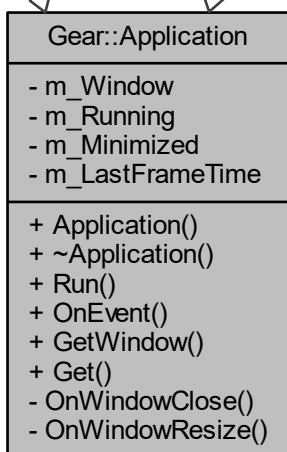 Gear::Application
- m_Window
- m_Running
- m_Minimized
- m_LastFrameTime
+ Application()
+ ~Application()
+ Run()
+ OnEvent()
+ GetWindow()
+ Get()
- OnWindowClose()
- OnWindowResize()